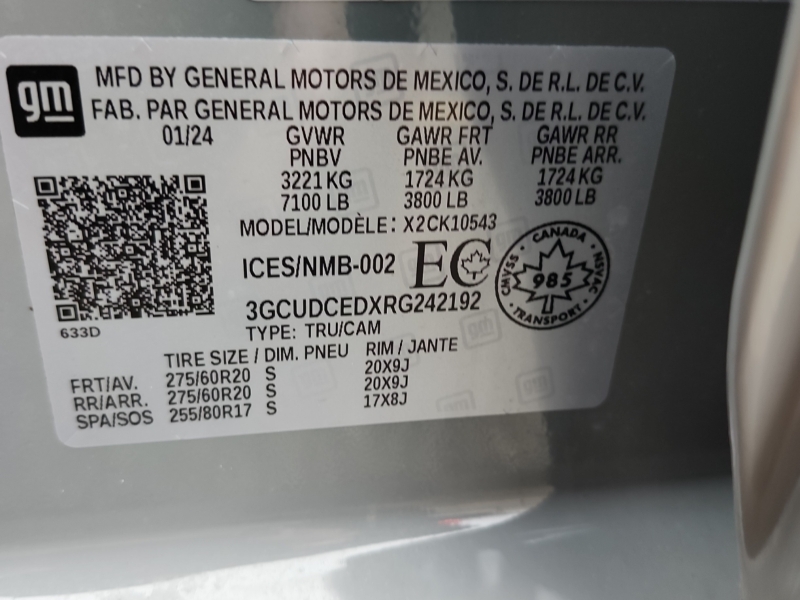 gm
MFD BY GENERAL MOTORS DE MEXICO, S. DE R.L. DE C.V.
FAB. PAR GENERAL MOTORS DE MEXICO, S. DE R.L. DE C.V.
01/24 GVWR GAWR FRT GAWR RR
PNBV PNBE AV. PNBE ARR.
3221 KG 1724 KG 1724 KG
7100 LB 3800 LB 3800 LB
MODEL/MODÈLE: X2CK10543
ICES/NMB-002 EC
CANADA
CMVSS 985 NSVAC
TRANSPORT
3GCUDCEDXRG242192
633D
TYPE: TRU/CAM
TIRE SIZE / DIM. PNEU RIM / JANTE
FRT/AV. 275/60R20 S 20X9J
RR/ARR. 275/60R20 S 20X9J
SPA/SOS 255/80R17 S 17X8J